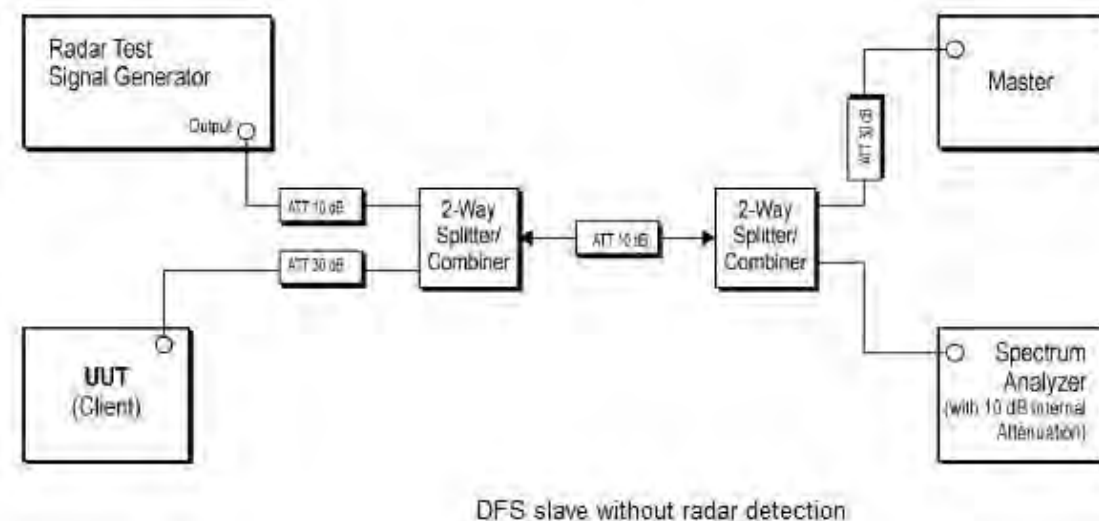 Radar Test
Signal Generator
Output
ATT 10 dB
2-Way
Splitter/
Combiner
ATT 30 dB
UUT
(Client)
ATT 10 dB
2-Way
Splitter/
Combiner
ATT 30 dB
Master
Spectrum
Analyzer
(with 10 dB Internal
Attenuation)
DFS slave without radar detection